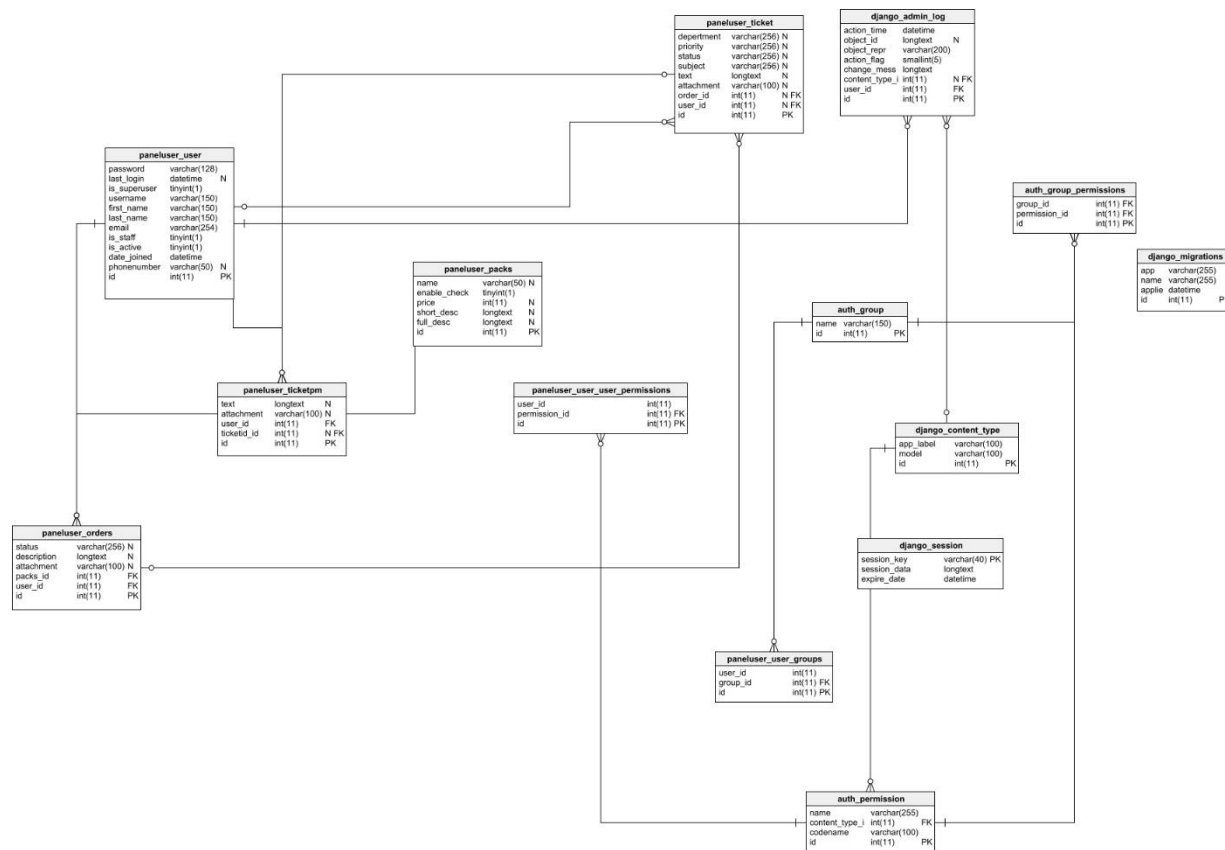 paneluser_ticket
depertment varchar(256) N
priority varchar(256) N
status varchar(256) N
subject varchar(256) N
text longtext N
attachment varchar(100) N
order_id int(11) N FK
user_id int(11) N FK
id int(11) PK
django_admin_log
action_time datetime
object_id longtext N
object_repr varchar(200)
action_flag smallint(5)
change_mess longtext
content_type_i int(11) N FK
user_id int(11) FK
id int(11) PK
paneluser_user
password varchar(128)
last_login datetime N
is_superuser tinyint(1)
username varchar(150)
first_name varchar(150)
last_name varchar(150)
email varchar(254)
is_staff tinyint(1)
is_active tinyint(1)
date_joined datetime
phonenumber varchar(50) N
id int(11) PK
auth_group_permissions
group_id int(11) FK
permission_id int(11) FK
id int(11) PK
django_migrations
app varchar(255)
name varchar(255)
applie datetime
id int(11) P
paneluser_packs
name varchar(50) N
enable_check tinyint(1)
price int(11) N
short_desc longtext N
full_desc longtext N
id int(11) PK
auth_group
name varchar(150)
id int(11) PK
paneluser_ticketpm
text longtext N
attachment varchar(100) N
user_id int(11) FK
ticketid_id int(11) N FK
id int(11) PK
paneluser_user_user_permissions
user_id int(11)
permission_id int(11) FK
id int(11) PK
django_content_type
app_label varchar(100)
model varchar(100)
id int(11) PK
paneluser_orders
status varchar(256) N
description longtext N
attachment varchar(100) N
packs_id int(11) FK
user_id int(11) FK
id int(11) PK
django_session
session_key varchar(40) PK
session_data longtext
expire_date datetime
paneluser_user_groups
user_id int(11)
group_id int(11) FK
id int(11) PK
auth_permission
name varchar(255)
content_type_i int(11) FK
codename varchar(100)
id int(11) PK